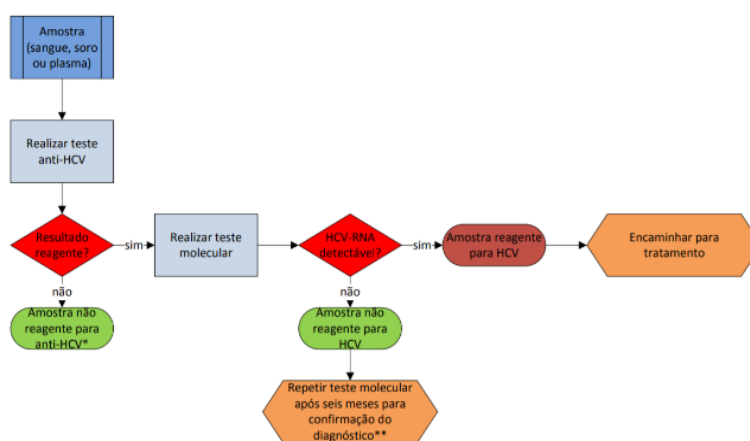 Amostra
(sangue, soro
ou plasma)
Realizar teste
anti-HCV
Resultado
reagente?
sim
Realizar teste
molecular
HCV-RNA
detectável?
sim
Amostra reagente
para HCV
Encaminhar para
tratamento
não
Amostra não
reagente para
anti-HCV*
não
Amostra não
reagente para
HCV
Repetir teste molecular
após seis meses para
confirmação do
diagnóstico**